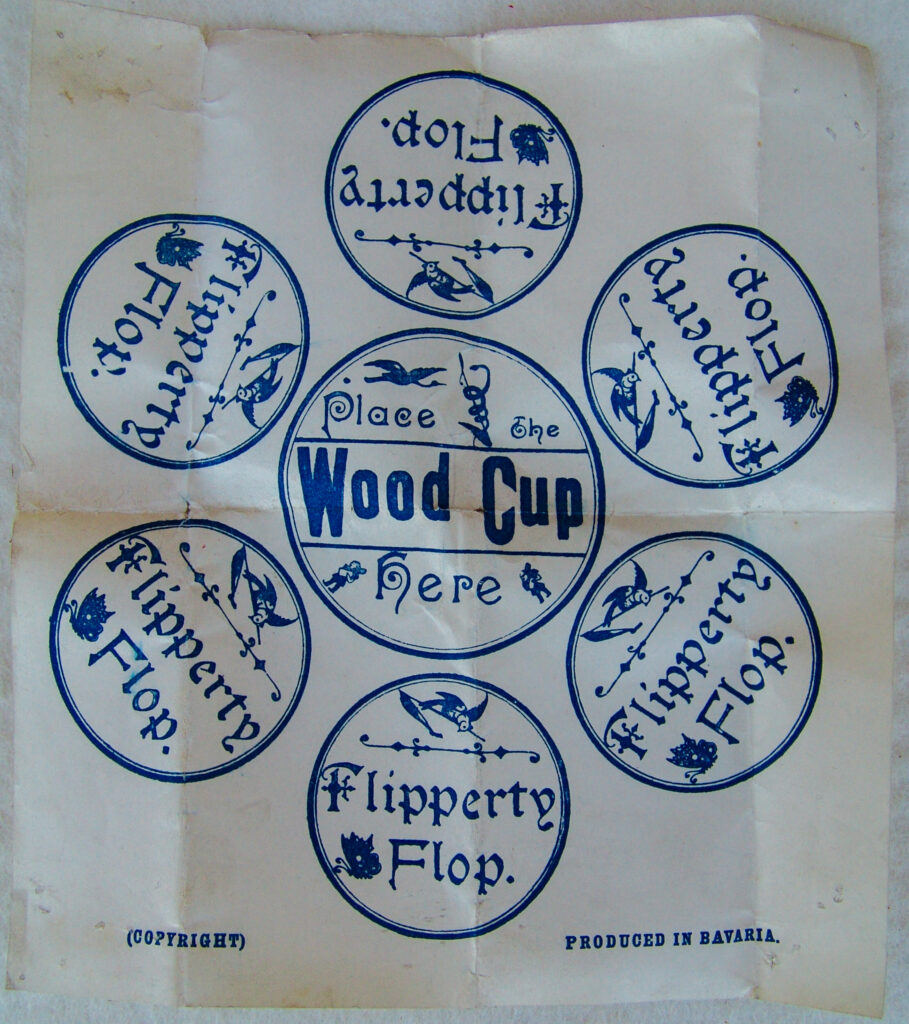 Flipperty
Flop.
Flipperty
Flop.
Flipperty
Flop.
Place the
Wood Cup
Here
Flipperty
Flop.
Flipperty
Flop.
Flipperty
Flop.
(COPYRIGHT)
PRODUCED IN BAVARIA.